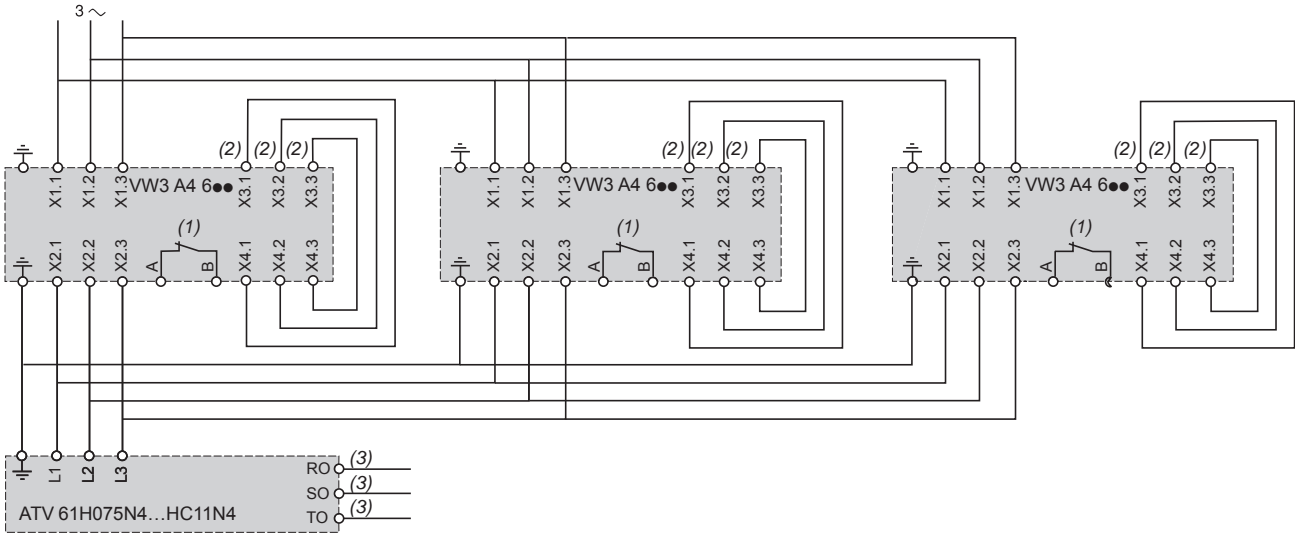 3 ~
(2) (2) (2)
X1.1 X1.2 X1.3 VW3 A4 6●● X3.1 X3.2 X3.3
(1)
X2.1 X2.2 X2.3 A B X4.1 X4.2 X4.3
(2) (2) (2)
X1.1 X1.2 X1.3 VW3 A4 6●● X3.1 X3.2 X3.3
(1)
X2.1 X2.2 X2.3 A B X4.1 X4.2 X4.3
(2) (2) (2)
X1.1 X1.2 X1.3 VW3 A4 6●● X3.1 X3.2 X3.3
(1)
X2.1 X2.2 X2.3 A B X4.1 X4.2 X4.3
L1 L2 L3
RO (3)
SO (3)
TO (3)
ATV 61H075N4...HC11N4